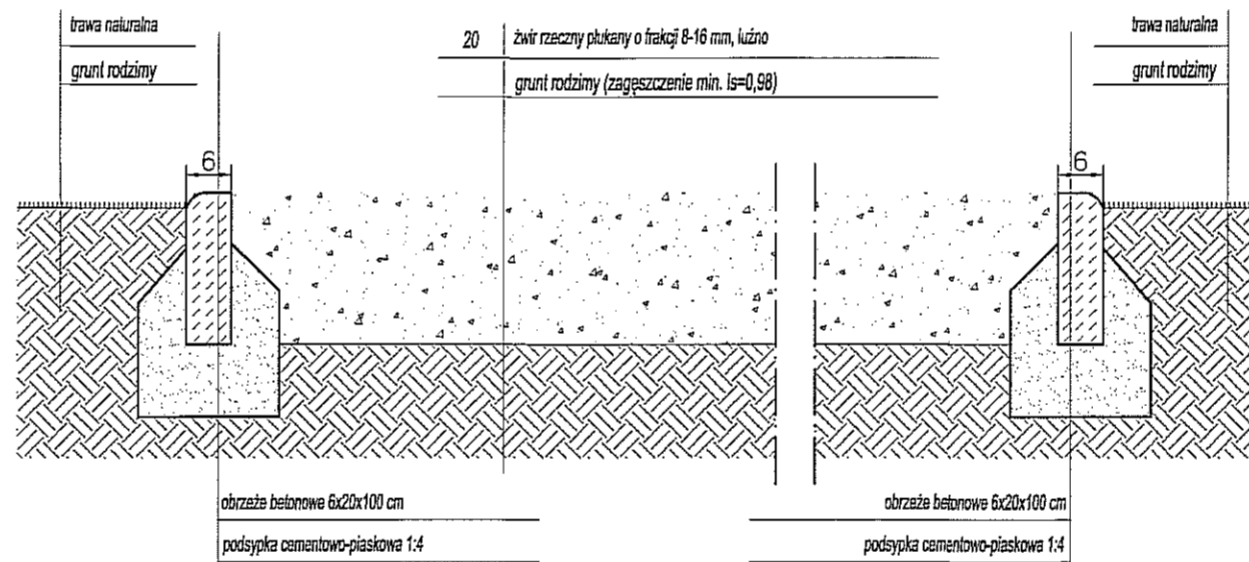 trawa naturalna
grunt rodzimy
20 żwir rzeczny płukany o frakcji 8-16 mm, luźno
grunt rodzimy (zagęszczenie min. Is=0,98)
trawa naturalna
grunt rodzimy
6
6
obrzeże betonowe 6x20x100 cm
podsypka cementowo-piaskowa 1:4
obrzeże betonowe 6x20x100 cm
podsypka cementowo-piaskowa 1:4